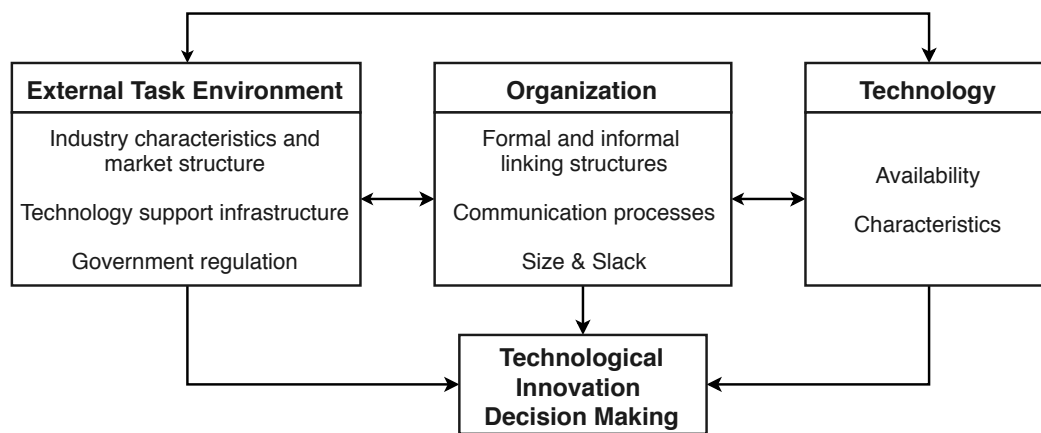 External Task Environment
Industry characteristics and
market structure
Technology support infrastructure
Government regulation
Organization
Formal and informal
linking structures
Communication processes
Size & Slack
Technology
Availability
Characteristics
Technological
Innovation
Decision Making